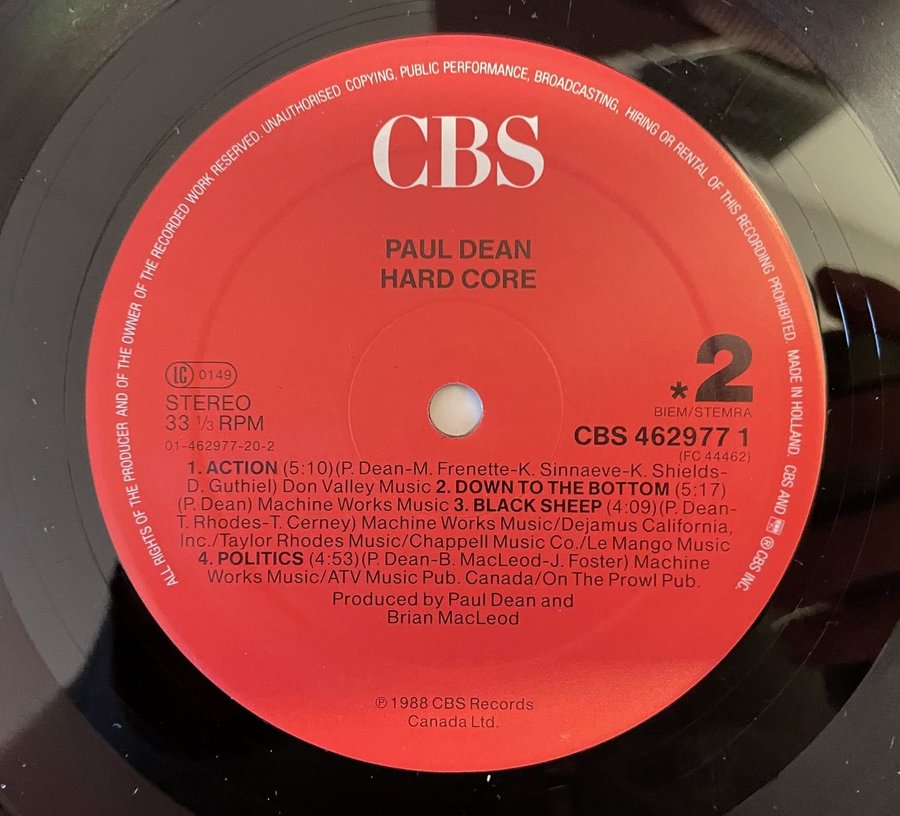 ALL RIGHTS OF THE PRODUCER AND OF THE OWNER OF THE RECORDED WORK RESERVED. UNAUTHORISED COPYING, PUBLIC PERFORMANCE, BROADCASTING, HIRING OR RENTAL OF THIS RECORDING PROHIBITED. MADE IN HOLLAND. CBS AND ℗ CBS INC.
CBS
PAUL DEAN
HARD CORE
LC 0149
STEREO
33 1/3 RPM
01-462977-20-2
*2
BIEM/STEMRA
CBS 462977 1
(FC 44462)
1. ACTION (5:10)(P. Dean-M. Frenette-K. Sinnaeve-K. Shields-
D. Guthiel) Don Valley Music 2. DOWN TO THE BOTTOM (5:17)
(P. Dean) Machine Works Music 3. BLACK SHEEP (4:09)(P. Dean-
T. Rhodes-T. Cerney) Machine Works Music/Dejamus California,
Inc./Taylor Rhodes Music/Chappell Music Co./Le Mango Music
4. POLITICS (4:53)(P. Dean-B. MacLeod-J. Foster) Machine
Works Music/ATV Music Pub. Canada/On The Prowl Pub.
Produced by Paul Dean and
Brian MacLeod
℗ 1988 CBS Records
Canada Ltd.